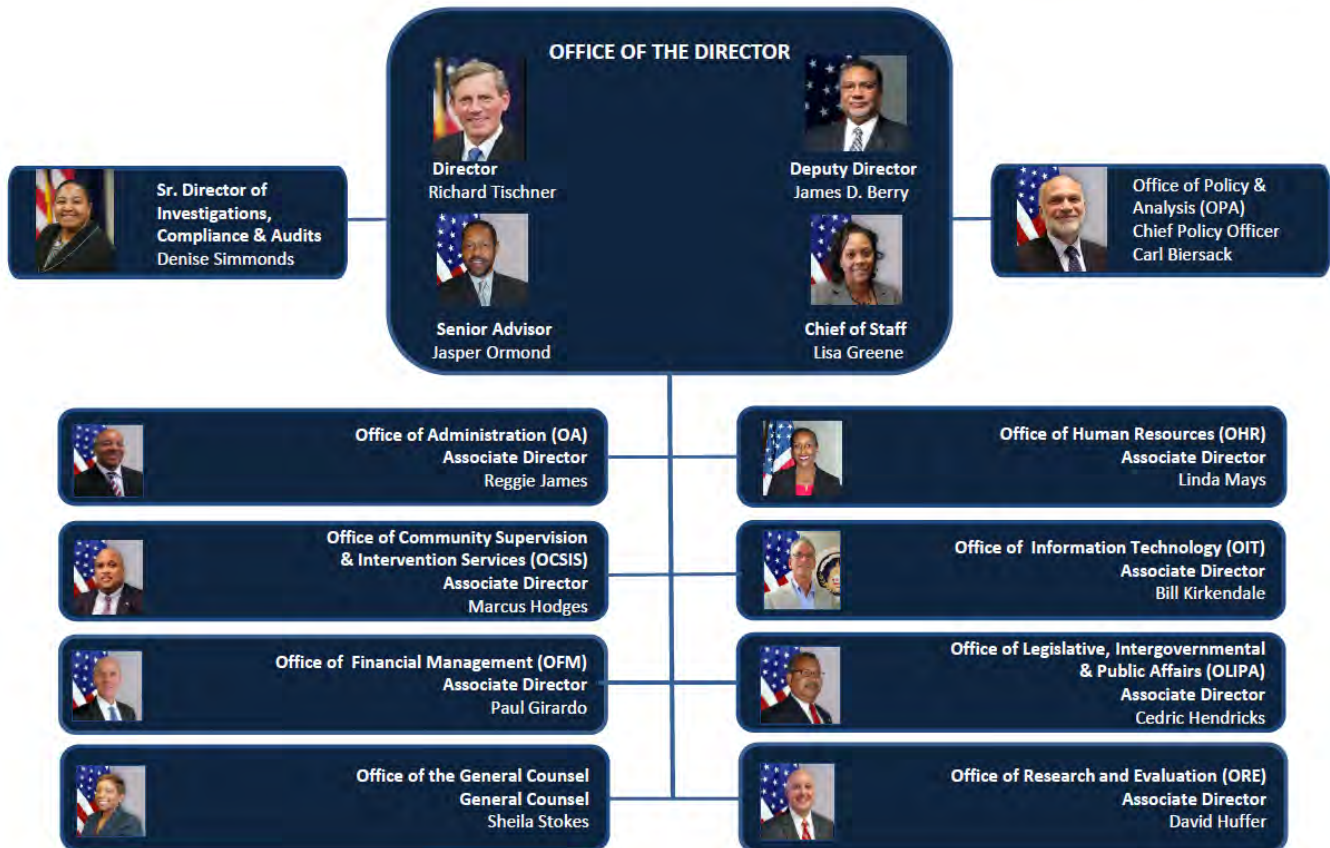 OFFICE OF THE DIRECTOR
Director
Richard Tischner
Deputy Director
James D. Berry
Senior Advisor
Jasper Ormond
Chief of Staff
Lisa Greene
Sr. Director of
Investigations,
Compliance & Audits
Denise Simmonds
Office of Policy &
Analysis (OPA)
Chief Policy Officer
Carl Biersack
Office of Administration (OA)
Associate Director
Reggie James
Office of Human Resources (OHR)
Associate Director
Linda Mays
Office of Community Supervision
& Intervention Services (OCSIS)
Associate Director
Marcus Hodges
Office of Information Technology (OIT)
Associate Director
Bill Kirkendale
Office of Financial Management (OFM)
Associate Director
Paul Girardo
Office of Legislative, Intergovernmental
& Public Affairs (OLIPA)
Associate Director
Cedric Hendricks
Office of the General Counsel
General Counsel
Sheila Stokes
Office of Research and Evaluation (ORE)
Associate Director
David Huffer